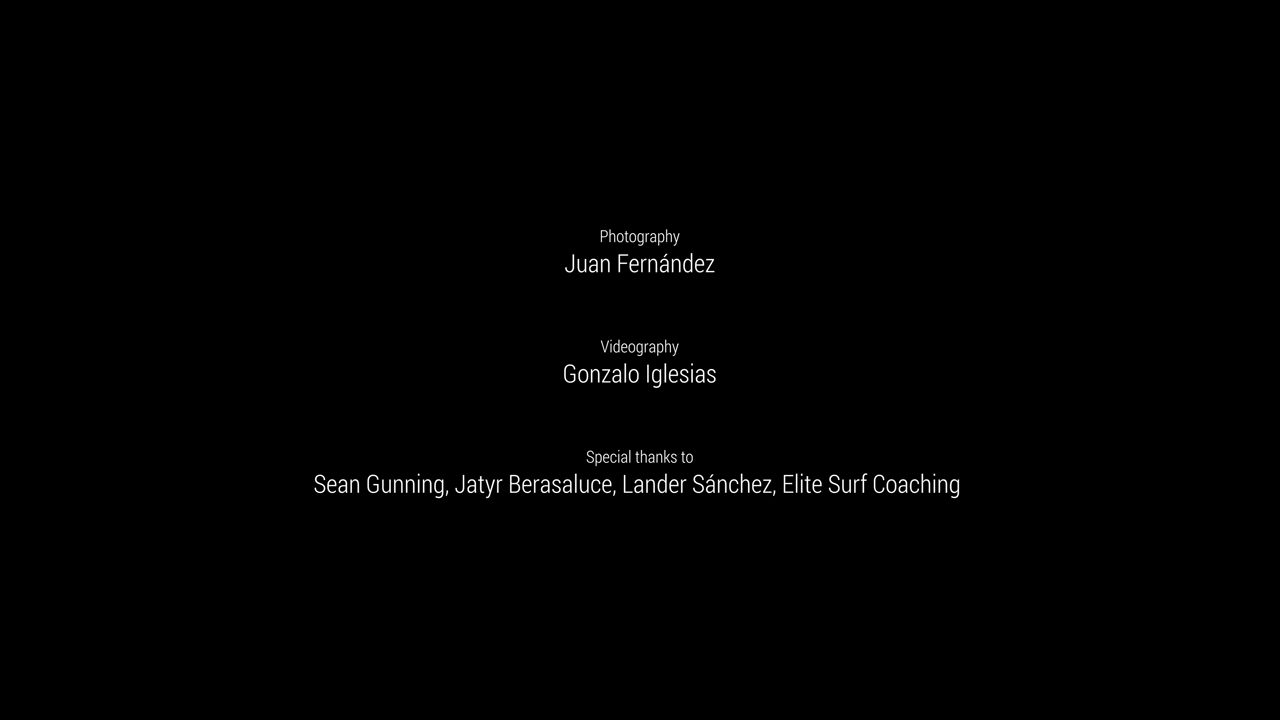 Photography
Juan Fernández
Videography
Gonzalo Iglesias
Special thanks to
Sean Gunning, Jatyr Berasaluce, Lander Sánchez, Elite Surf Coaching